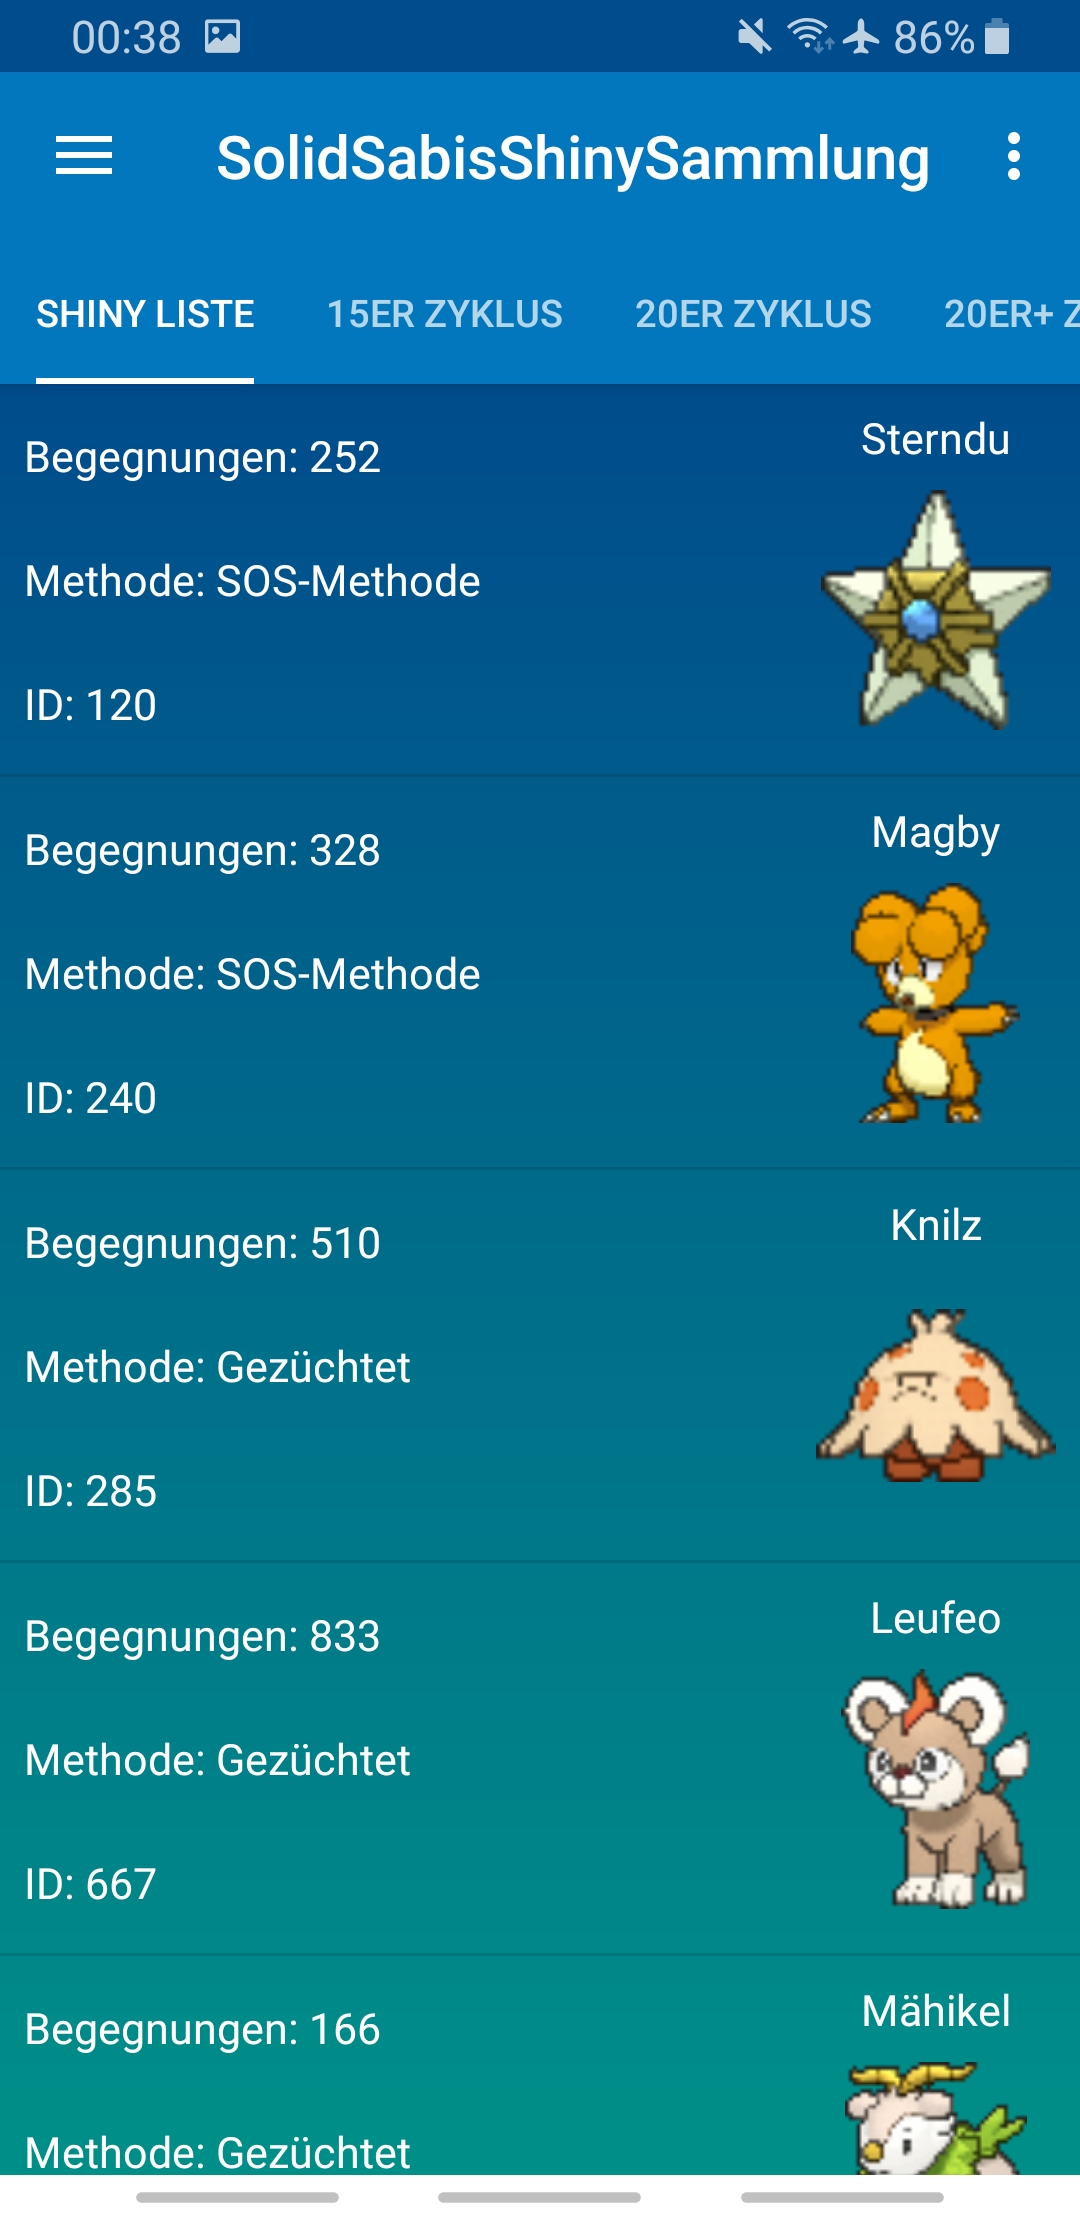 00:38
86%
SolidSabisShinySammlung
SHINY LISTE 15ER ZYKLUS 20ER ZYKLUS 20ER+ Z
Sterndu
Begegnungen: 252
Methode: SOS-Methode
ID: 120
Magby
Begegnungen: 328
Methode: SOS-Methode
ID: 240
Knilz
Begegnungen: 510
Methode: Gezüchtet
ID: 285
Leufeo
Begegnungen: 833
Methode: Gezüchtet
ID: 667
Mähikel
Begegnungen: 166
Methode: Gezüchtet